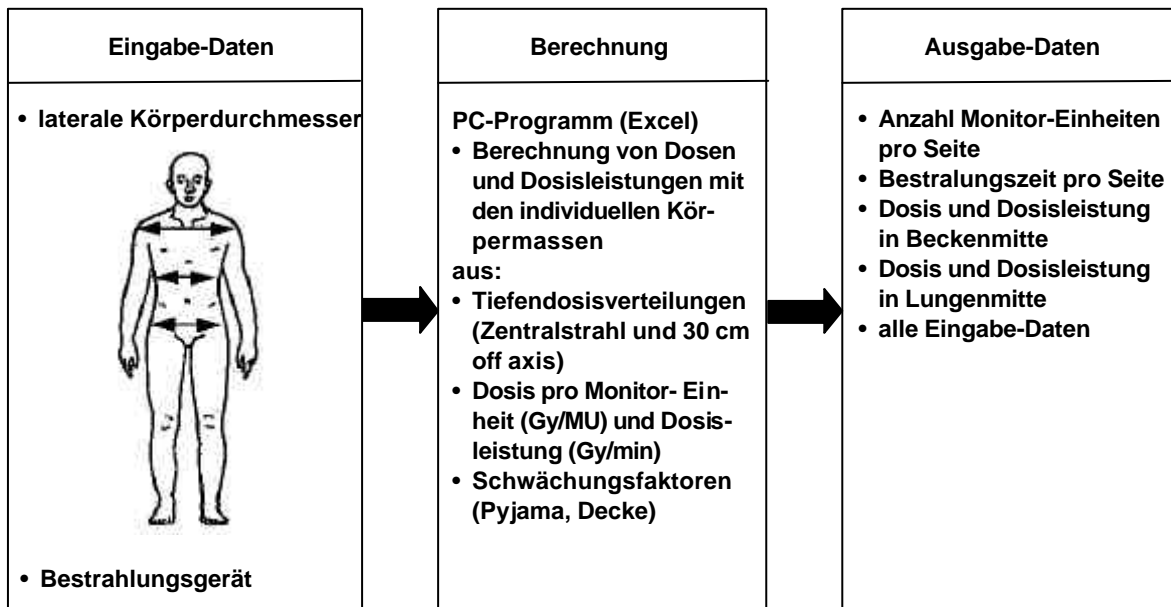 Eingabe-Daten
• laterale Körperdurchmesser
• Bestrahlungsgerät
Berechnung
PC-Programm (Excel)
• Berechnung von Dosen
und Dosisleistungen mit
den individuellen Kör-
permassen
aus:
• Tiefendosisverteilungen
(Zentralstrahl und 30 cm
off axis)
• Dosis pro Monitor- Ein-
heit (Gy/MU) und Dosis-
leistung (Gy/min)
• Schwächungsfaktoren
(Pyjama, Decke)
Ausgabe-Daten
• Anzahl Monitor-Einheiten
pro Seite
• Bestralungszeit pro Seite
• Dosis und Dosisleistung
in Beckenmitte
• Dosis und Dosisleistung
in Lungenmitte
• alle Eingabe-Daten